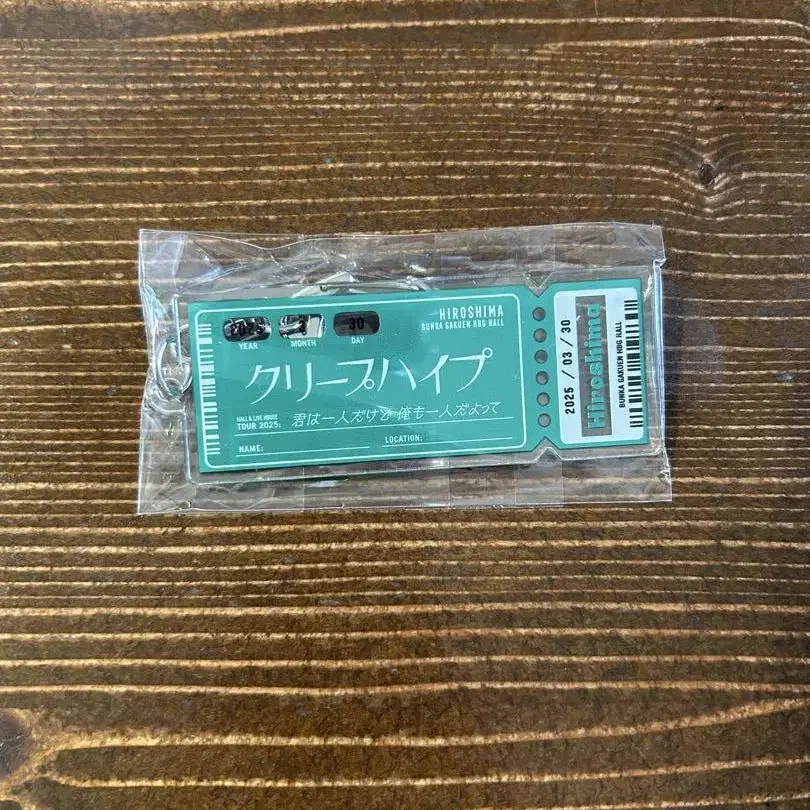 2025 3 30
YEAR MONTH DAY
HIROSHIMA
BUNKA GAKUEN HBG HALL
クリープハイプ
HALL & LIVE HOUSE
TOUR 2025: 君は一人だけど 俺も一人だよって
NAME: LOCATION:
2025 / 03 / 30
Hiroshima
BUNKA GAKUEN HBG HALL